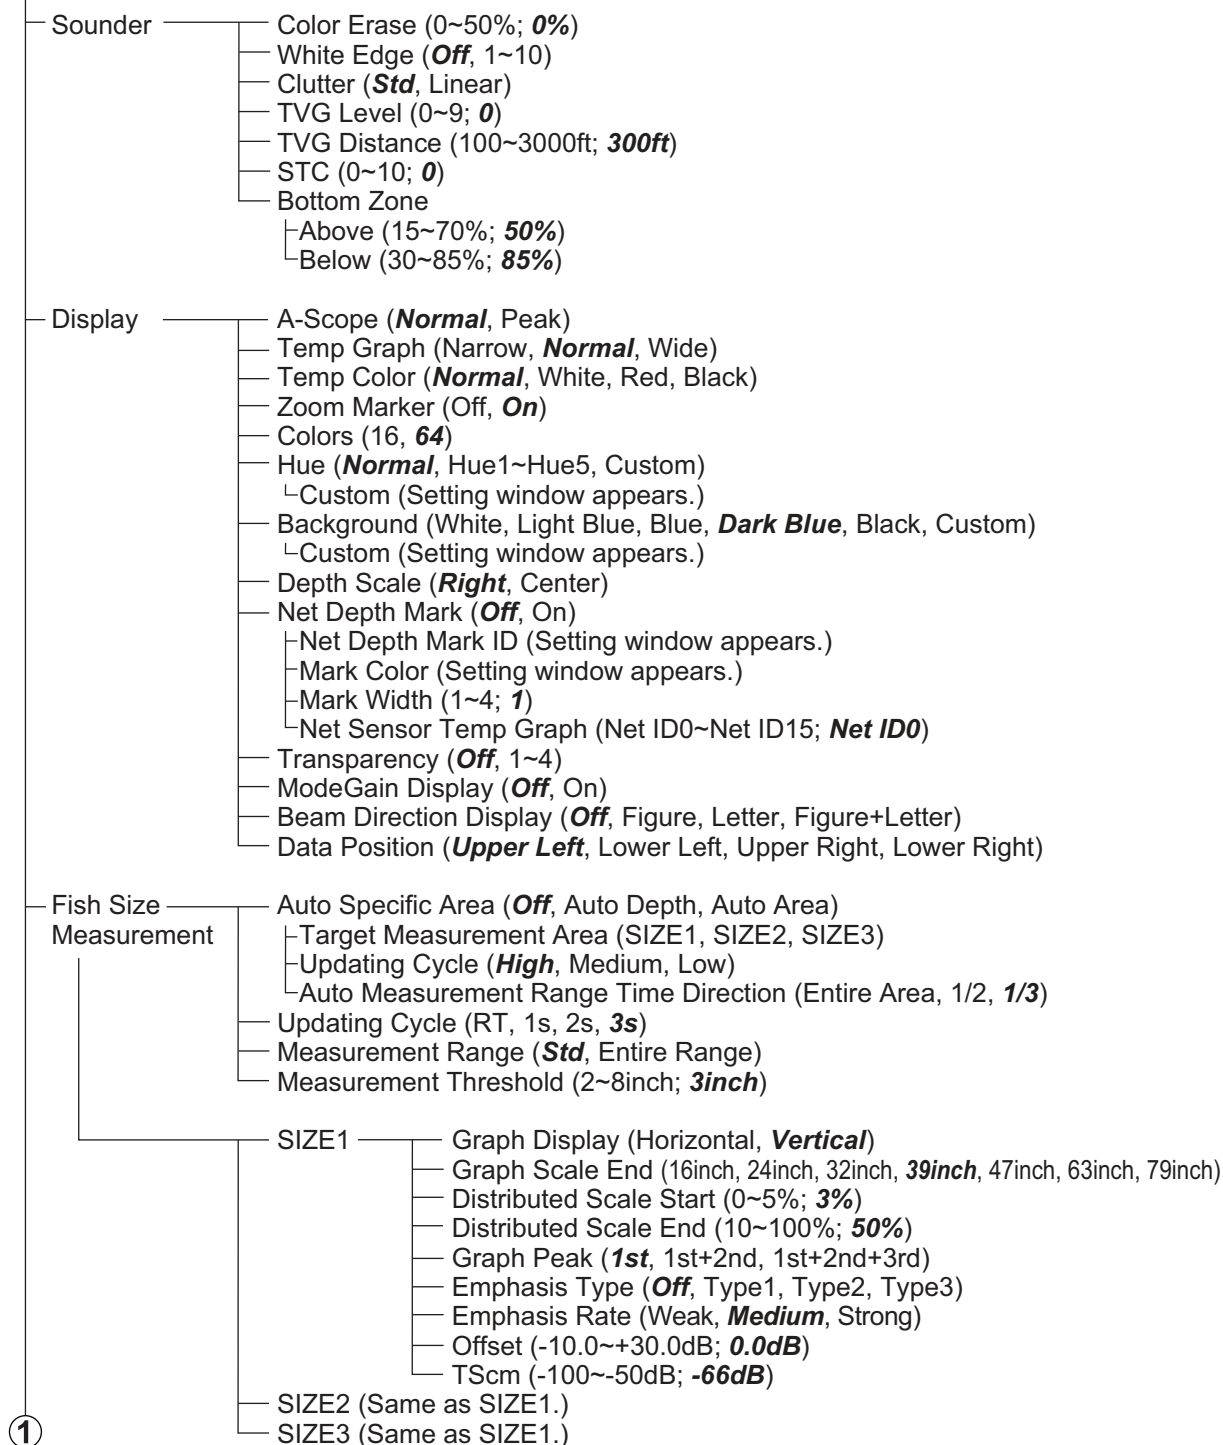 Sounder Color Erase (0~50%; 0%)
White Edge (Off, 1~10)
Clutter (Std, Linear)
TVG Level (0~9; 0)
TVG Distance (100~3000ft; 300ft)
STC (0~10; 0)
Bottom Zone
Above (15~70%; 50%)
Below (30~85%; 85%)
Display A-Scope (Normal, Peak)
Temp Graph (Narrow, Normal, Wide)
Temp Color (Normal, White, Red, Black)
Zoom Marker (Off, On)
Colors (16, 64)
Hue (Normal, Hue1~Hue5, Custom)
Custom (Setting window appears.)
Background (White, Light Blue, Blue, Dark Blue, Black, Custom)
Custom (Setting window appears.)
Depth Scale (Right, Center)
Net Depth Mark (Off, On)
Net Depth Mark ID (Setting window appears.)
Mark Color (Setting window appears.)
Mark Width (1~4; 1)
Net Sensor Temp Graph (Net ID0~Net ID15; Net ID0)
Transparency (Off, 1~4)
ModeGain Display (Off, On)
Beam Direction Display (Off, Figure, Letter, Figure+Letter)
Data Position (Upper Left, Lower Left, Upper Right, Lower Right)
Fish Size Auto Specific Area (Off, Auto Depth, Auto Area)
Measurement Target Measurement Area (SIZE1, SIZE2, SIZE3)
Updating Cycle (High, Medium, Low)
Auto Measurement Range Time Direction (Entire Area, 1/2, 1/3)
Updating Cycle (RT, 1s, 2s, 3s)
Measurement Range (Std, Entire Range)
Measurement Threshold (2~8inch; 3inch)
SIZE1 Graph Display (Horizontal, Vertical)
Graph Scale End (16inch, 24inch, 32inch, 39inch, 47inch, 63inch, 79inch)
Distributed Scale Start (0~5%; 3%)
Distributed Scale End (10~100%; 50%)
Graph Peak (1st, 1st+2nd, 1st+2nd+3rd)
Emphasis Type (Off, Type1, Type2, Type3)
Emphasis Rate (Weak, Medium, Strong)
Offset (-10.0~+30.0dB; 0.0dB)
TScm (-100~-50dB; -66dB)
SIZE2 (Same as SIZE1.)
1 SIZE3 (Same as SIZE1.)